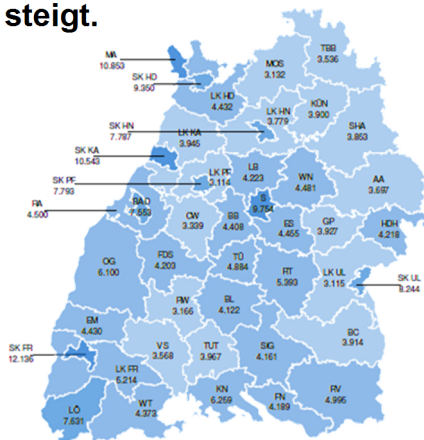 steigt.
MA
10.853
TBB
3.536
MOS
3.132
SK HD
9.350
LK HD
4.432
LK HN
3.779
KÜN
3.900
SK HN
7.787
LK KA
3.945
SHA
3.853
SK KA
10.543
SK PF
7.793
LK PF
3.114
LB
4.223
WN
4.481
AA
3.697
RA
4.500
BAD
7.553
S
9.754
CW
3.339
BB
4.408
ES
4.455
GP
3.927
HDH
4.218
OG
6.100
FDS
4.203
TÜ
4.884
RT
5.393
LK UL
3.115
SK UL
8.244
RW
3.166
BL
4.122
EM
4.430
BC
3.914
SK FR
12.136
VS
3.568
TUT
3.967
SIG
4.161
LK FR
5.214
LÖ
7.631
WT
4.373
KN
6.259
FN
4.189
RV
4.995